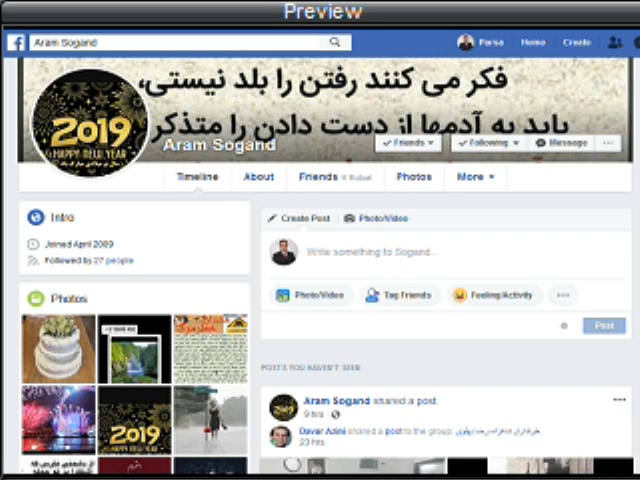 Preview
Aram Sogand
Parsa Home Create
فکر می کنند رفتن را بلد نیستی،
باید به آدمها از دست دادن را متذکر
2019
HAPPY NEW YEAR
Aram Sogand
Friends Following Message ...
Timeline About Friends 6 Mutual Photos More
Intro
Joined April 2009
Followed by 27 people
Create Post Photo/Video
Write something to Sogand...
Photo/Video Tag Friends Feeling/Activity ...
Post
Photos
2019
POSTS YOU HAVEN'T SEEN
Aram Sogand shared a post.
9 hrs
Davar Azini shared a post to the group:
23 hrs